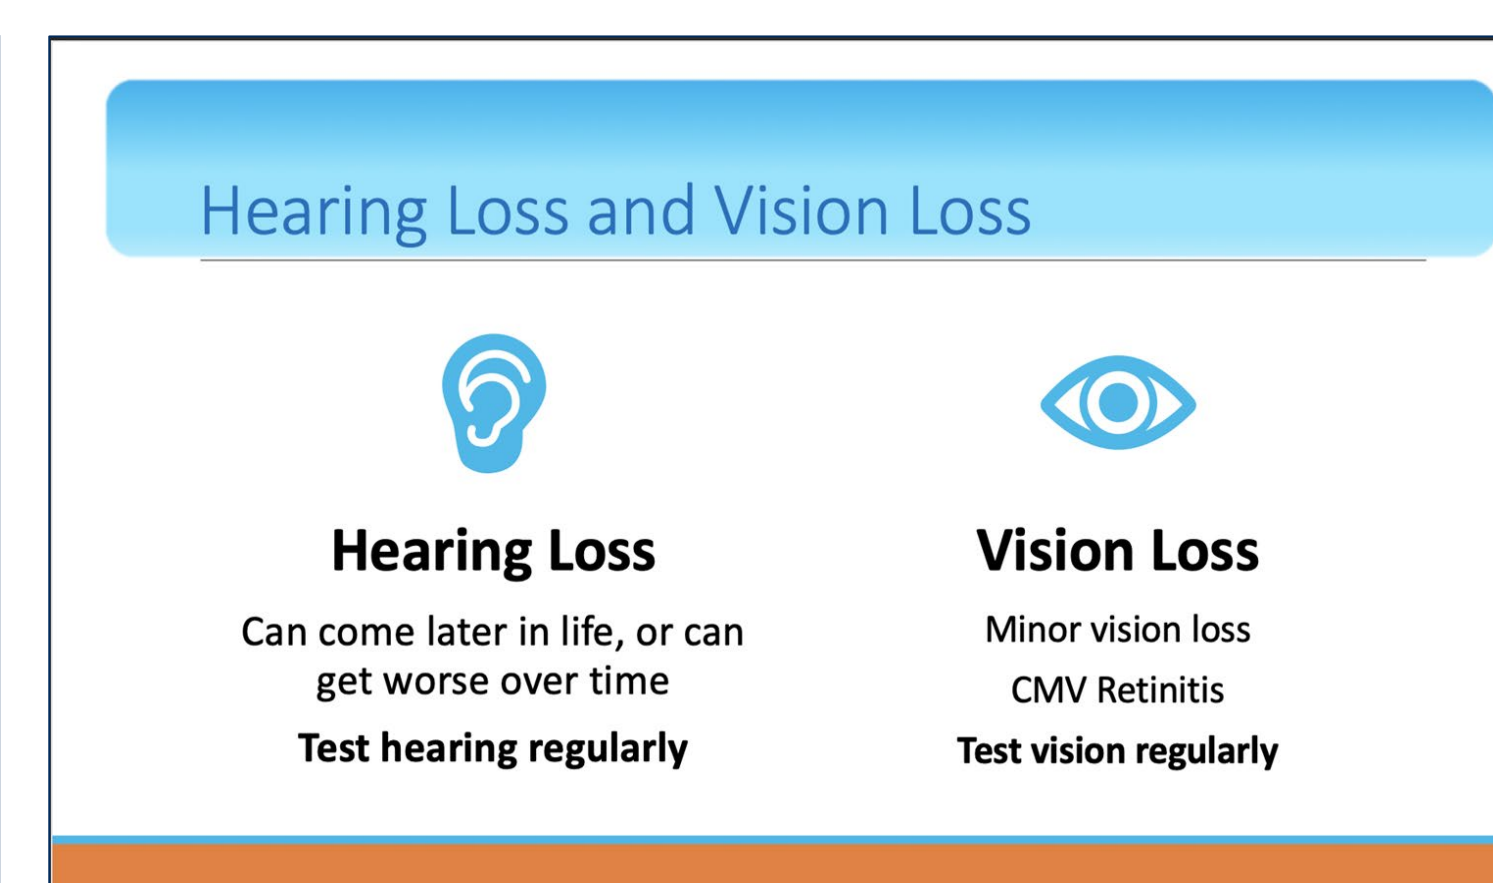 Hearing Loss and Vision Loss
Hearing Loss
Can come later in life, or can
get worse over time
Test hearing regularly
Vision Loss
Minor vision loss
CMV Retinitis
Test vision regularly